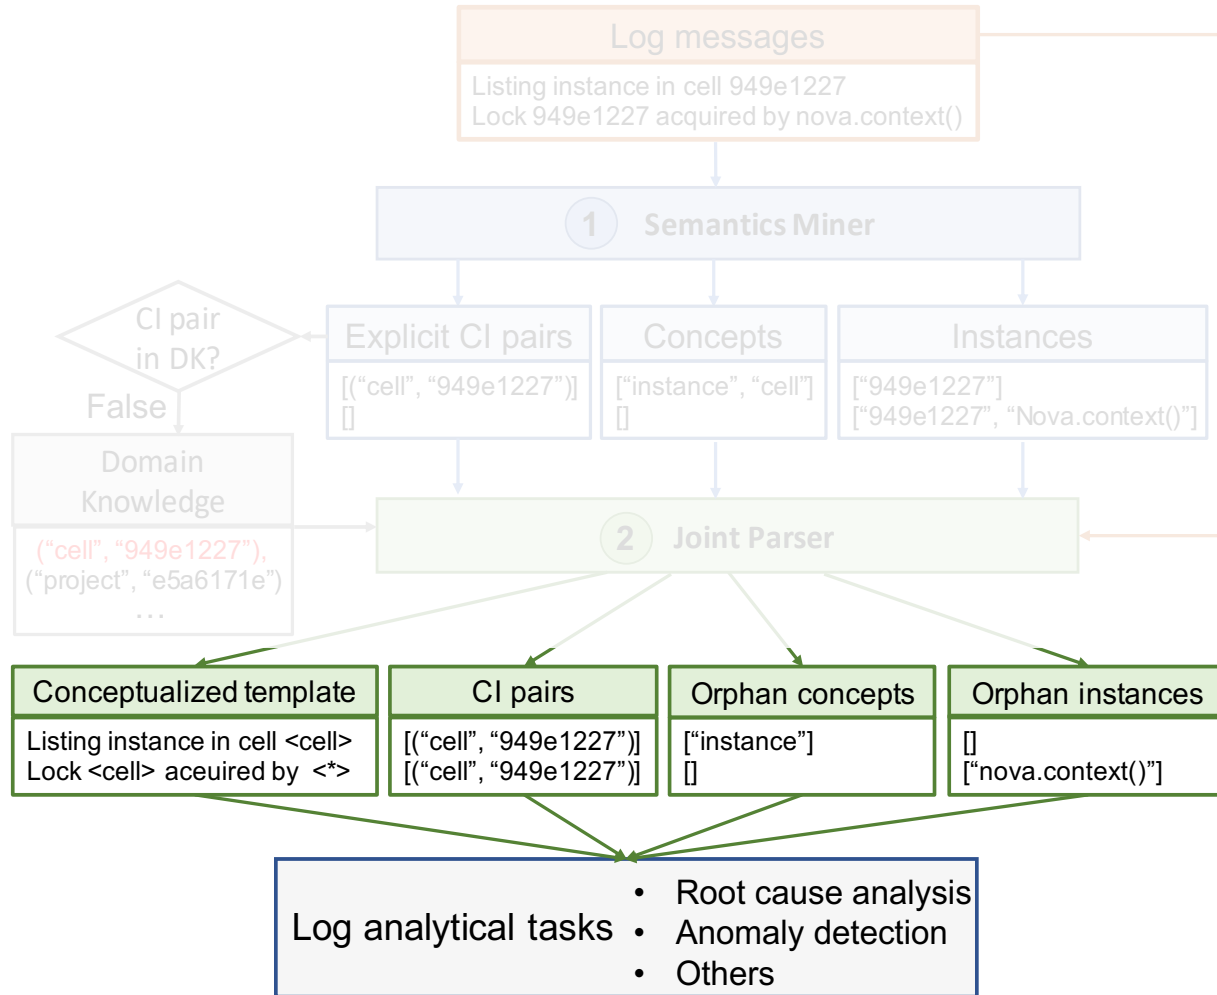 Log messages
Listing instance in cell 949e1227
Lock 949e1227 acquired by nova.context()
1 Semantics Miner
CI pair
in DK?
False
Explicit CI pairs
[(“cell”, “949e1227”)]
[]
Concepts
[“instance”, “cell”]
[]
Instances
[“949e1227”]
[“949e1227”, “Nova.context()”]
Domain
Knowledge
(“cell”, “949e1227”),
(“project”, “e5a6171e”)
…
2 Joint Parser
Conceptualized template
Listing instance in cell <cell>
Lock <cell> aceuired by <*>
CI pairs
[(“cell”, “949e1227”)]
[(“cell”, “949e1227”)]
Orphan concepts
[“instance”]
[]
Orphan instances
[]
[“nova.context()”]
Log analytical tasks
• Root cause analysis
• Anomaly detection
• Others